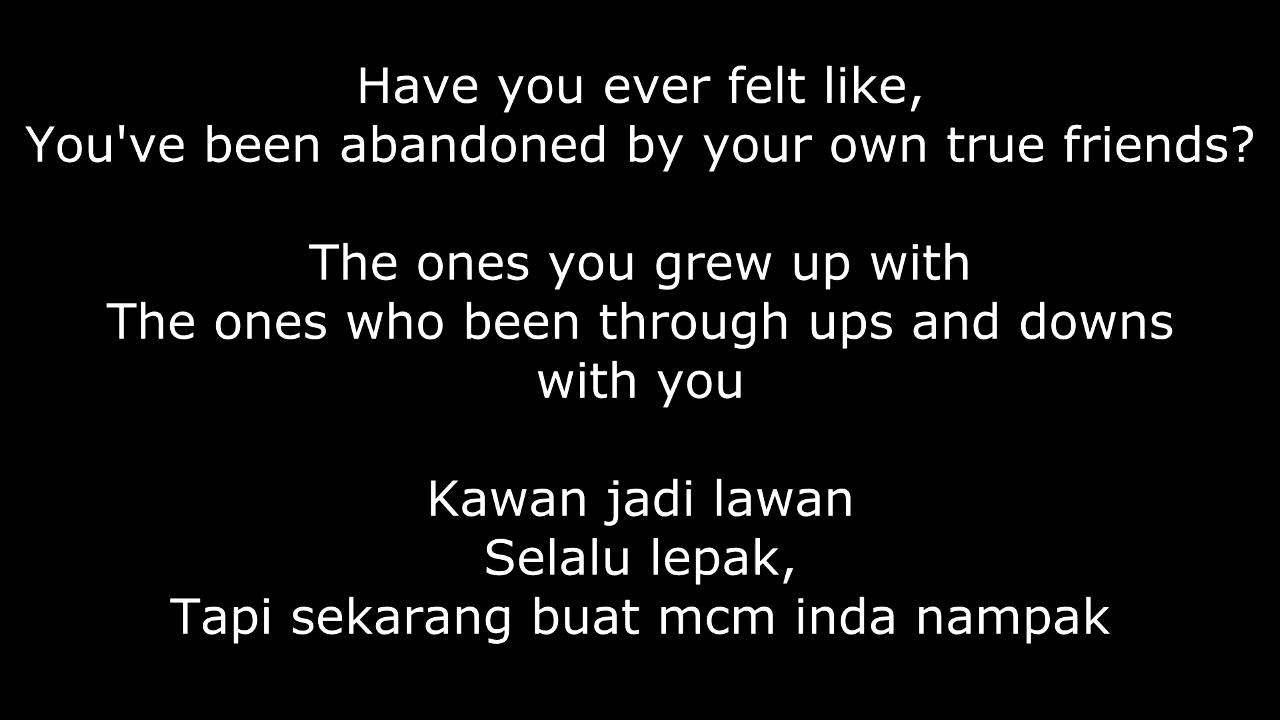 Have you ever felt like,
You've been abandoned by your own true friends?
The ones you grew up with
The ones who been through ups and downs
with you
Kawan jadi lawan
Selalu lepak,
Tapi sekarang buat mcm inda nampak